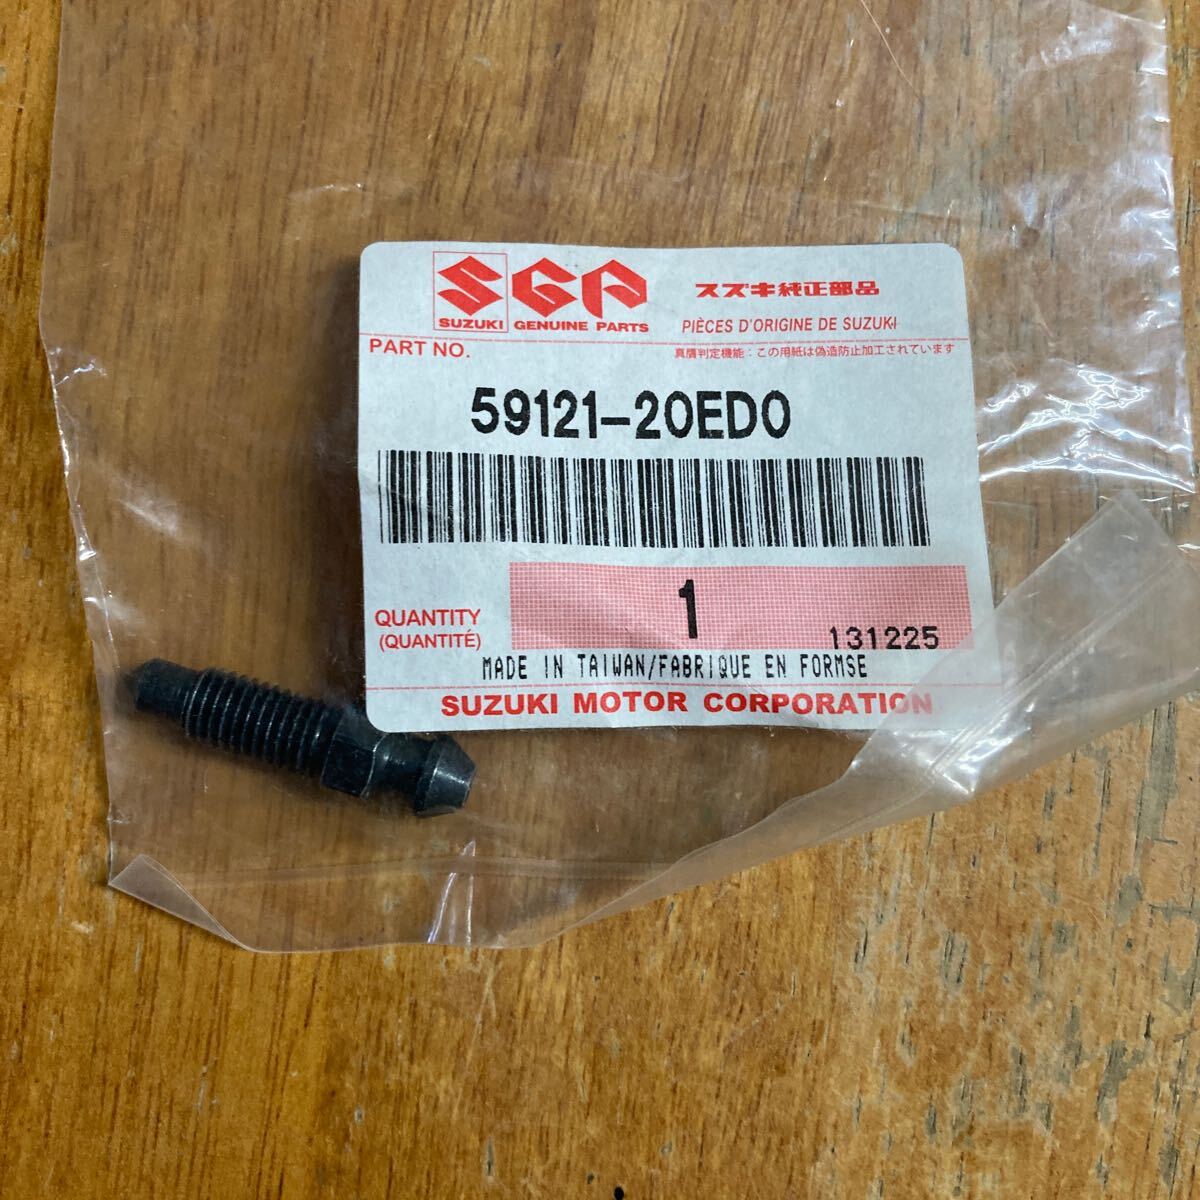 SGP スズキ純正部品
SUZUKI GENUINE PARTS PIÈCES D'ORIGINE DE SUZUKI
PART NO. 真贋判定機能：この用紙は偽造防止加工されています
59121-20ED0
QUANTITY 1
(QUANTITÉ) 131225
MADE IN TAIWAN/FABRIQUE EN FORMSE
SUZUKI MOTOR CORPORATION